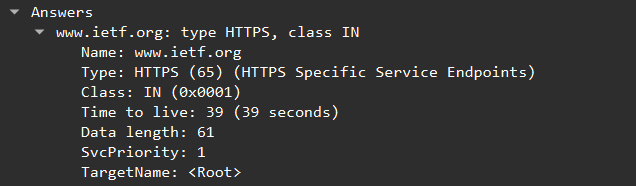 Answers
www.ietf.org: type HTTPS, class IN
Name: www.ietf.org
Type: HTTPS (65) (HTTPS Specific Service Endpoints)
Class: IN (0x0001)
Time to live: 39 (39 seconds)
Data length: 61
SvcPriority: 1
TargetName: <Root>